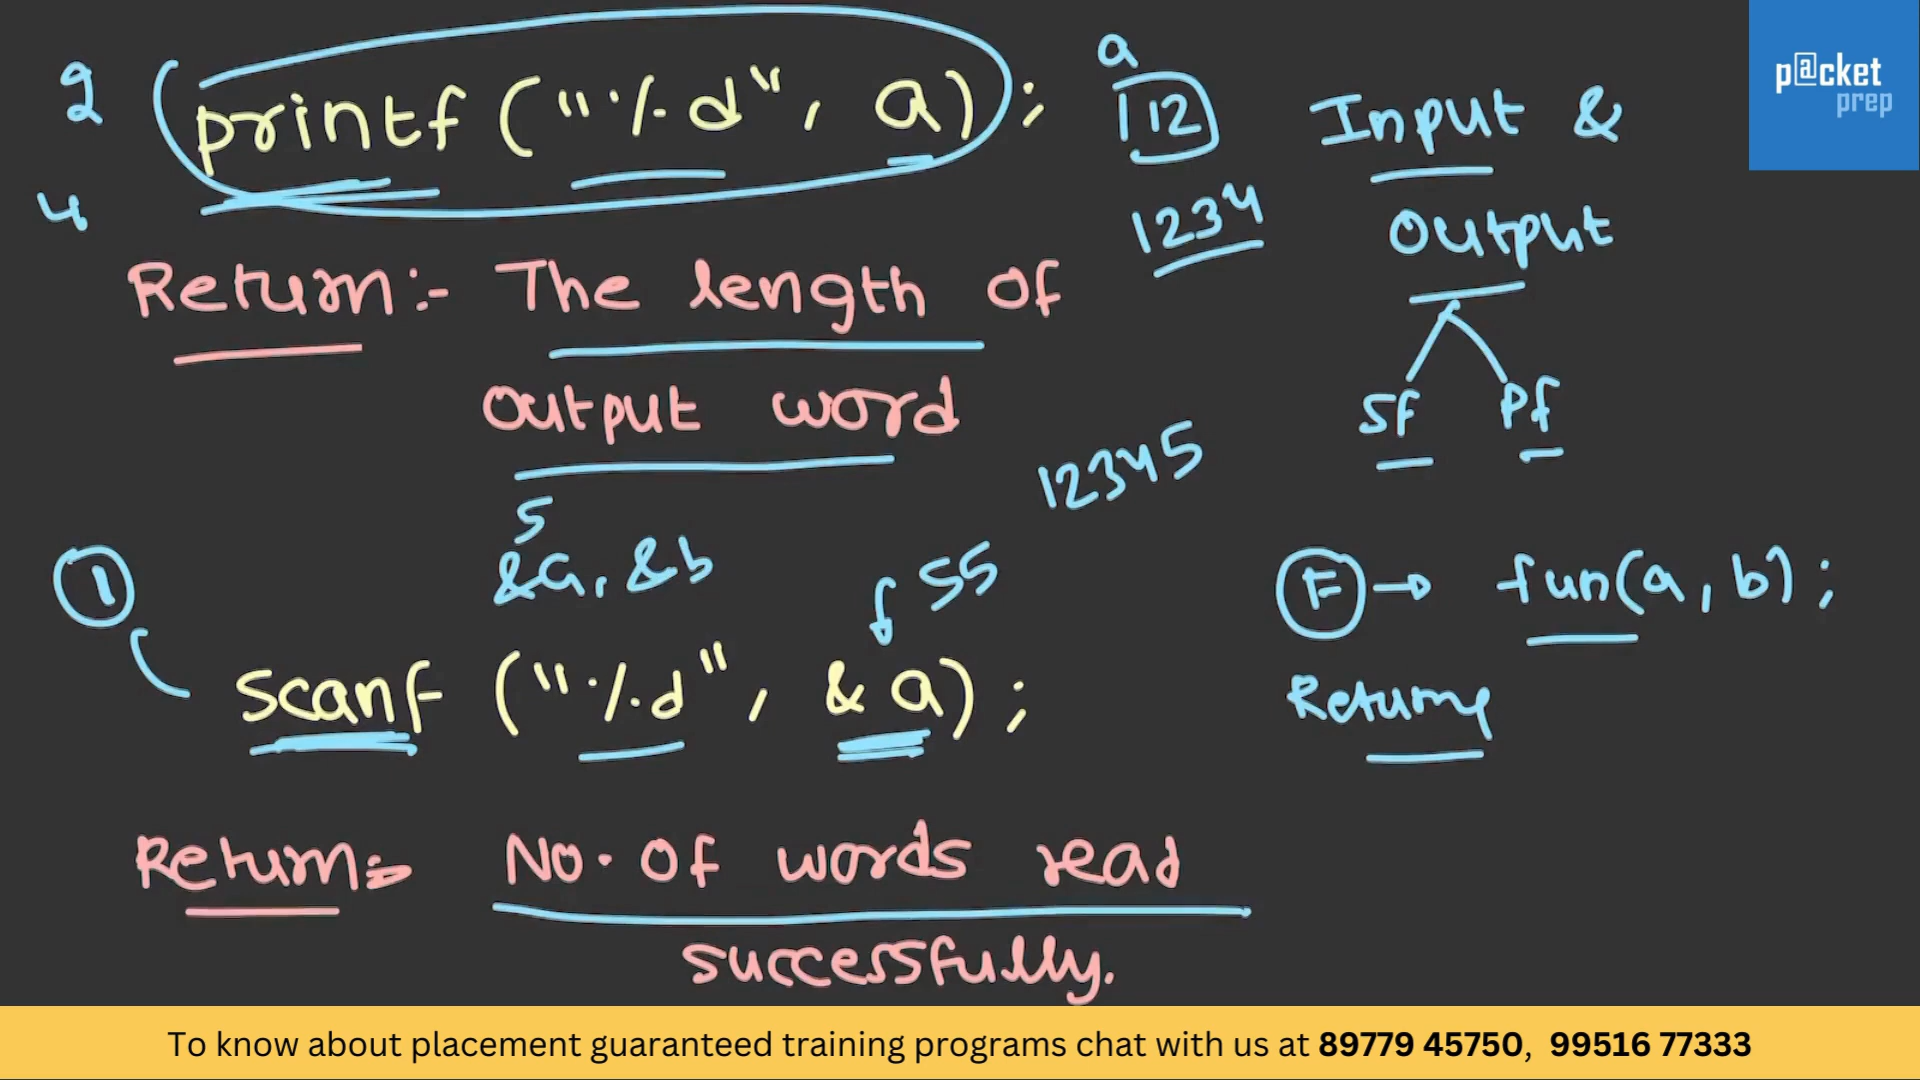 2
printf ("%d", a);
a
12
Input &
p@cket
prep
4
1234
Output
Return:- The length of
Output word
sf
pf
12345
5
&a, &b
55
1
F → fun(a, b);
scanf ("%d", & a);
Return:- No. of words read
successfully.
To know about placement guaranteed training programs chat with us at 89779 45750, 99516 77333